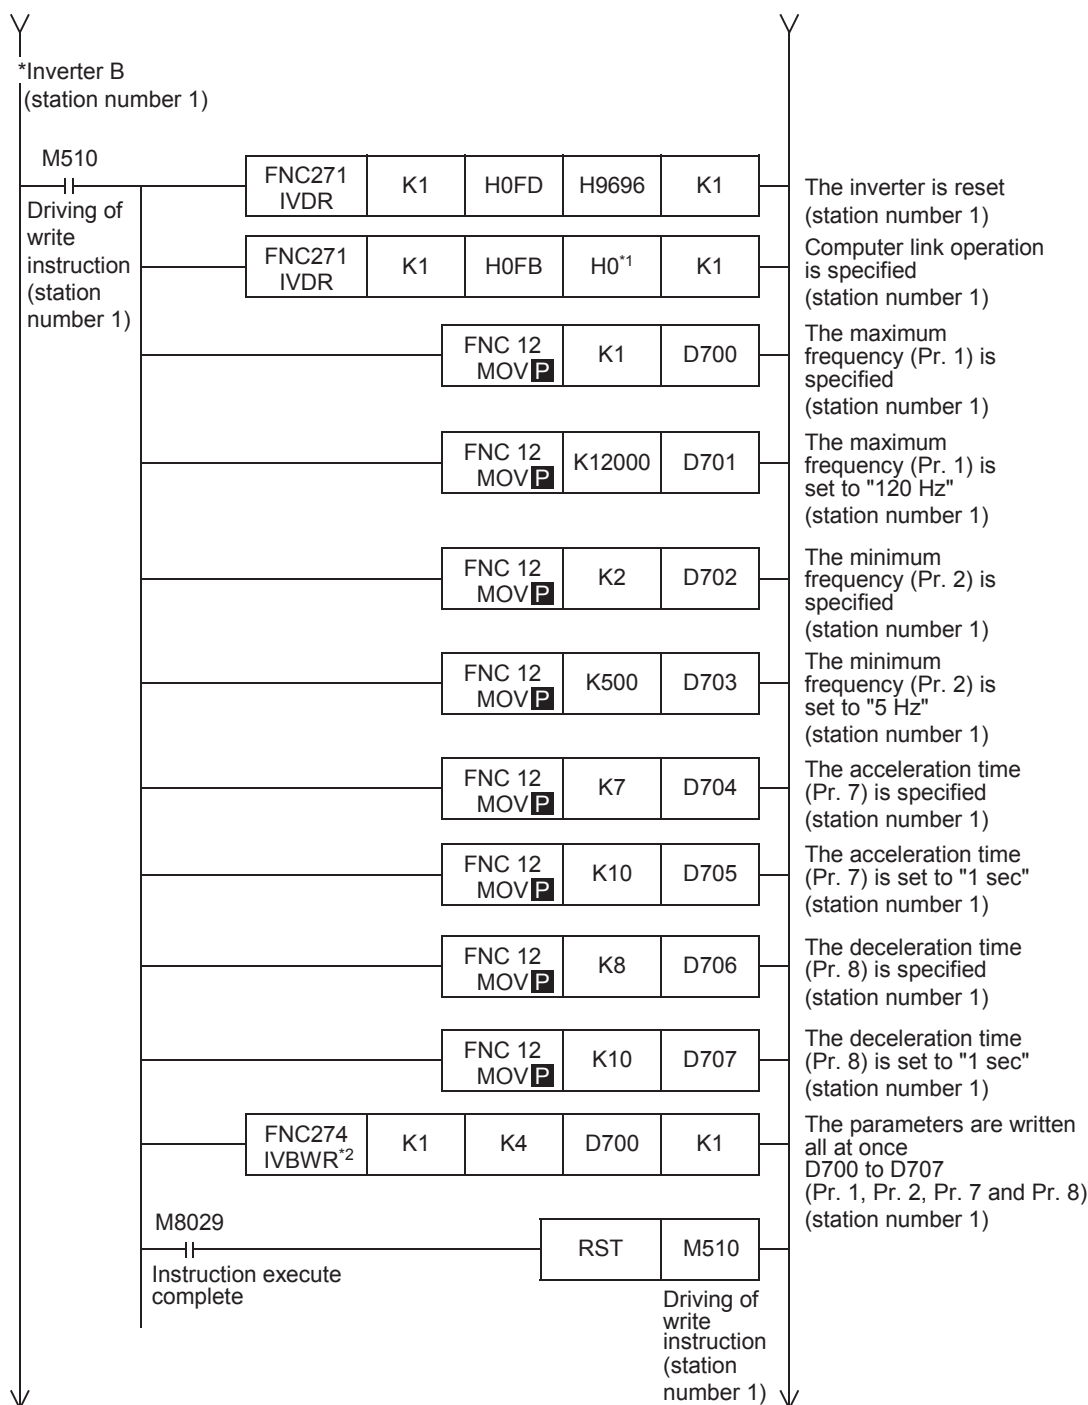 *Inverter B
(station number 1)
M510
Driving of
write
instruction
(station
number 1)
FNC271
IVDR
K1
H0FD
H9696
K1
The inverter is reset
(station number 1)
FNC271
IVDR
K1
H0FB
H0*1
K1
Computer link operation
is specified
(station number 1)
FNC 12
MOV P
K1
D700
The maximum
frequency (Pr. 1) is
specified
(station number 1)
FNC 12
MOV P
K12000
D701
The maximum
frequency (Pr. 1) is
set to "120 Hz"
(station number 1)
FNC 12
MOV P
K2
D702
The minimum
frequency (Pr. 2) is
specified
(station number 1)
FNC 12
MOV P
K500
D703
The minimum
frequency (Pr. 2) is
set to "5 Hz"
(station number 1)
FNC 12
MOV P
K7
D704
The acceleration time
(Pr. 7) is specified
(station number 1)
FNC 12
MOV P
K10
D705
The acceleration time
(Pr. 7) is set to "1 sec"
(station number 1)
FNC 12
MOV P
K8
D706
The deceleration time
(Pr. 8) is specified
(station number 1)
FNC 12
MOV P
K10
D707
The deceleration time
(Pr. 8) is set to "1 sec"
(station number 1)
FNC274
IVBWR*2
K1
K4
D700
K1
The parameters are written
all at once
D700 to D707
(Pr. 1, Pr. 2, Pr. 7 and Pr. 8)
(station number 1)
M8029
Instruction execute
complete
RST
M510
Driving of
write
instruction
(station
number 1)